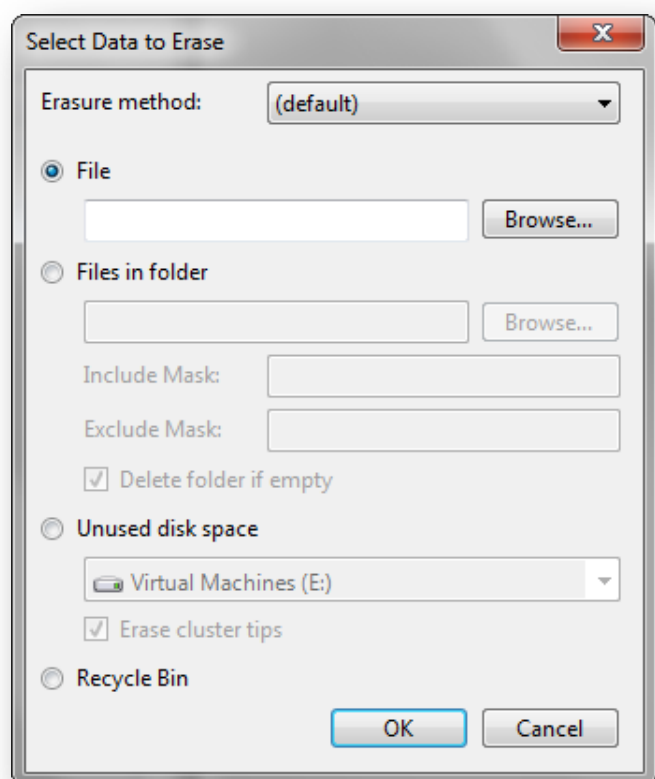 Select Data to Erase
Erasure method: (default)
File
Browse...
Files in folder
Browse...
Include Mask:
Exclude Mask:
Delete folder if empty
Unused disk space
Virtual Machines (E:)
Erase cluster tips
Recycle Bin
OK Cancel